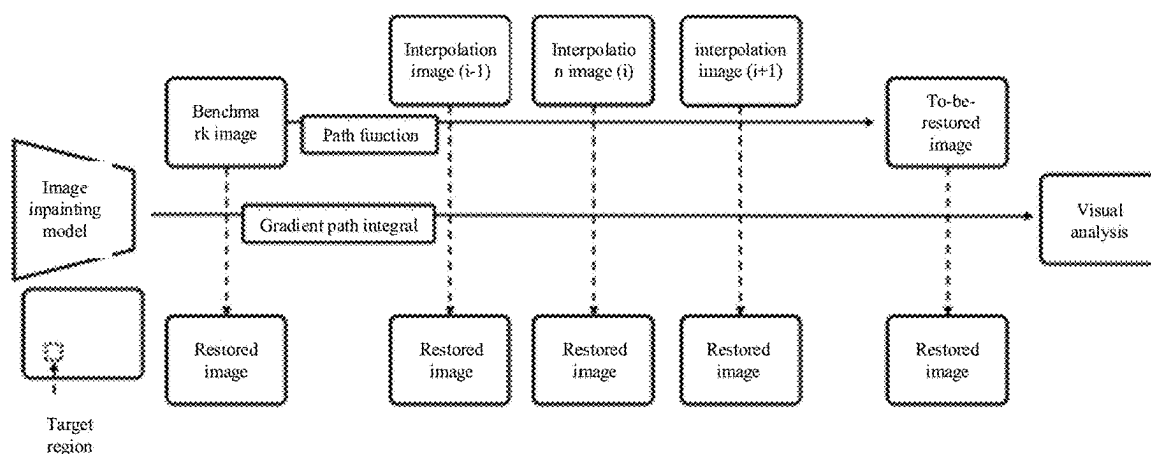 Interpolation
image (i-1)
Interpolatio
n image (i)
interpolation
image (i+1)
Benchma
rk image
Path function
To-be-
restored
image
Image
inpainting
model
Gradient path integral
Visual
analysis
Restored
image
Restored
image
Restored
image
Restored
image
Restored
image
Target
region